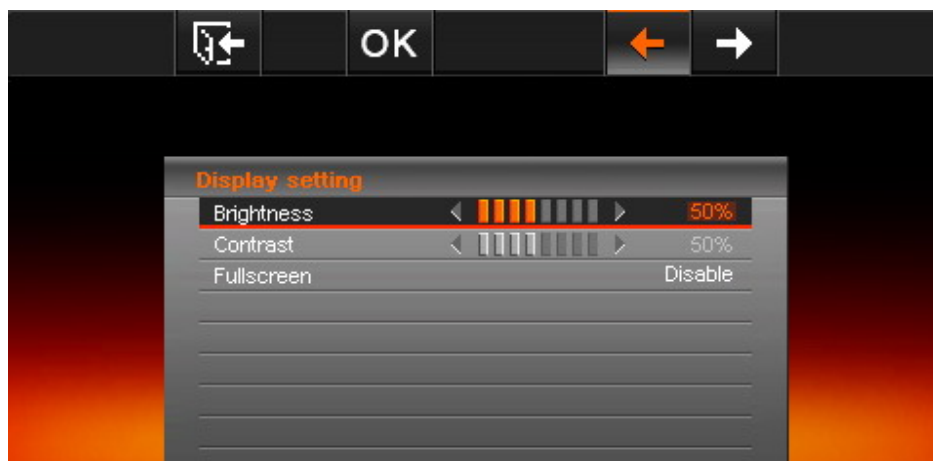 OK
Display setting
Brightness 50%
Contrast 50%
Fullscreen Disable